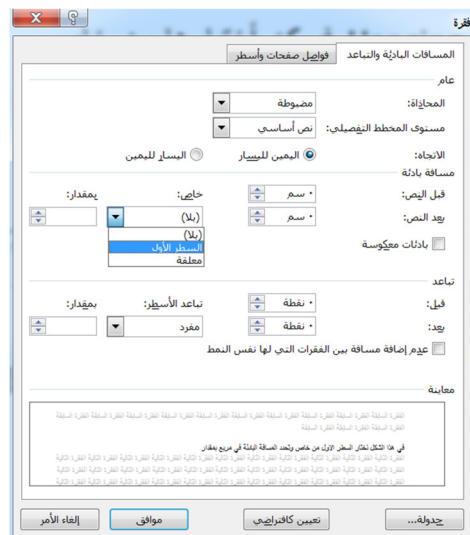 فقرة
المسافات البادئة والتباعد
فواصل صفحات وأسطر
عام
المحاذاة: مضبوطة
مستوى المخطط التفصيلي: نص أساسي
الاتجاه: اليمين لليسار اليسار لليمين
مسافة بادئة
قبل النص: ٠ سم خاص: بمقدار:
بعد النص: ٠ سم (بلا)
(بلا)
السطر الأول
معلقة
بادئات معكوسة
تباعد
قبل: ٠ نقطة تباعد الأسطر: بمقدار:
بعد: ٠ نقطة مفرد
عدم إضافة مسافة بين الفقرات التي لها نفس النمط
معاينة
في هذا الشكل نختار السطر الاول من خاص ونحدد المسافة البادئة في مربع بمقدار
جدولة...
تعيين كافتراضي
موافق
إلغاء الأمر